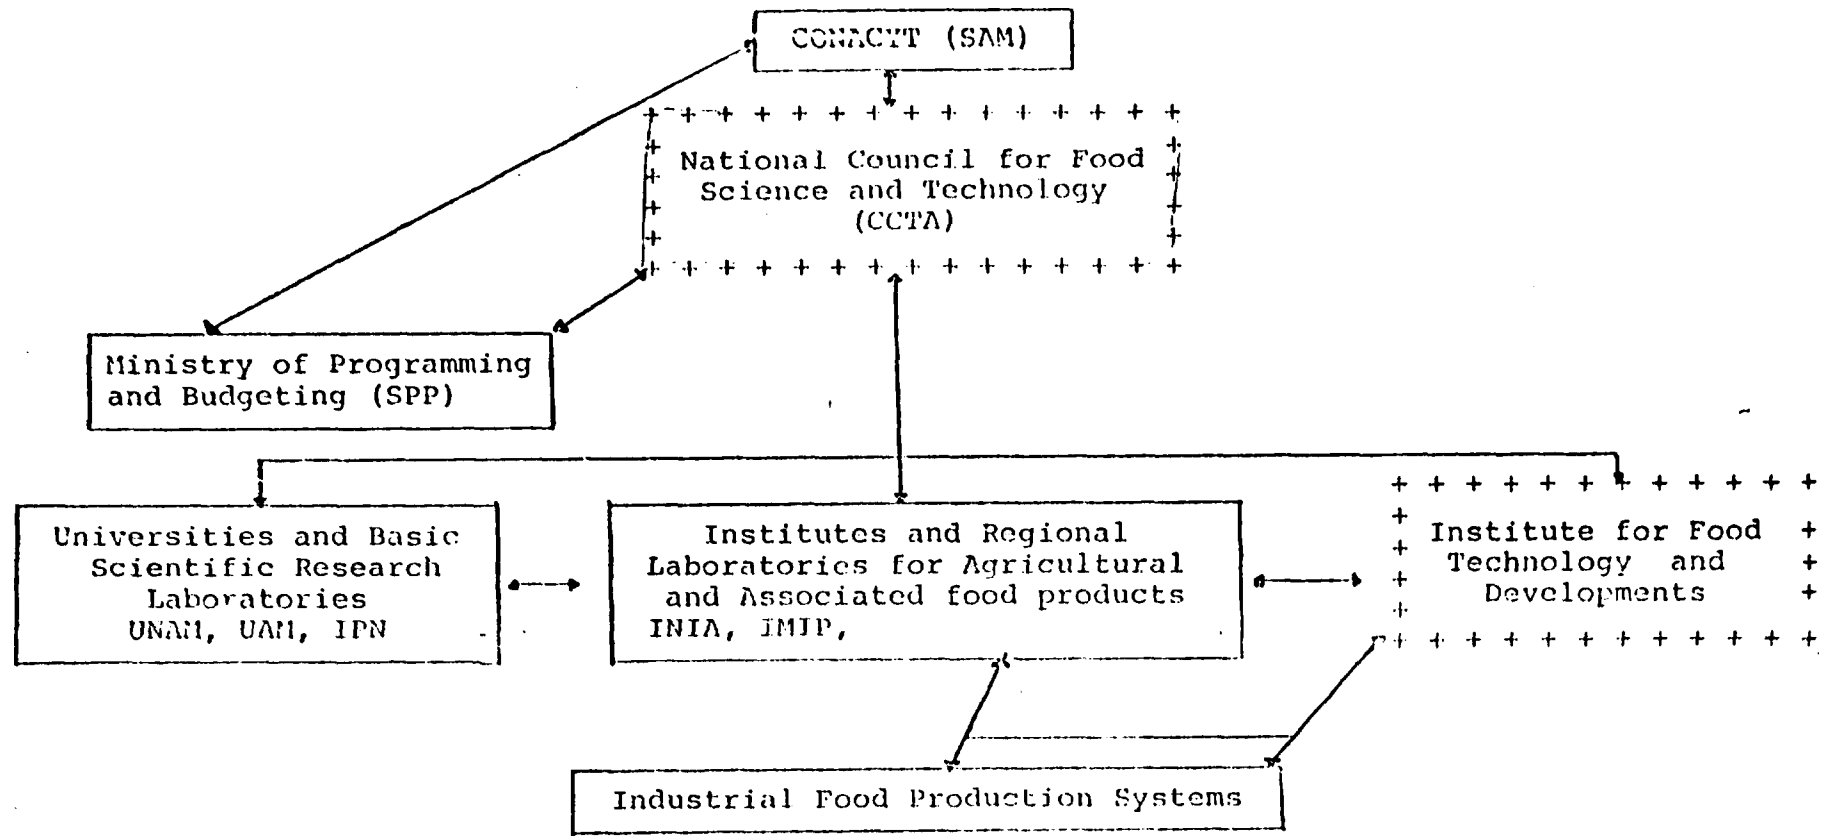 CONACYT (SAM)
National Council for Food
Science and Technology
(CCTA)
Ministry of Programming
and Budgeting (SPP)
Universities and Basic
Scientific Research
Laboratories
UNAM, UAM, IPN
Institutes and Regional
Laboratories for Agricultural
and Associated food products
INIA, IMIP,
Institute for Food
Technology and
Developments
Industrial Food Production Systems